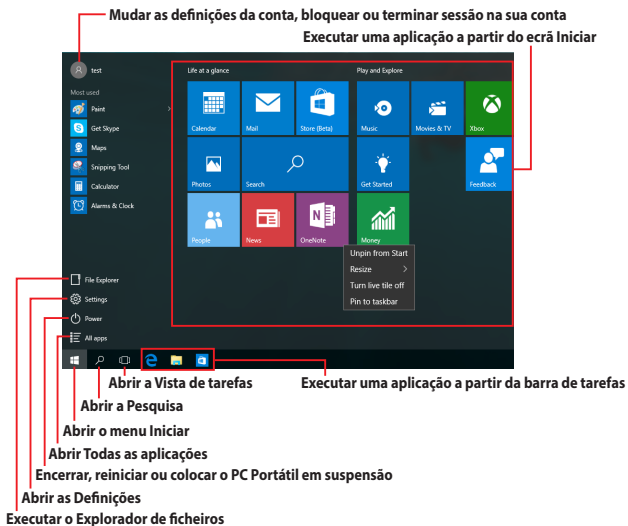 Mudar as definições da conta, bloquear ou terminar sessão na sua conta
Executar uma aplicação a partir do ecrã Iniciar
test
Most used
Paint
Get Skype
Maps
Snipping Tool
Calculator
Alarms & Clock
File Explorer
Settings
Power
All apps
Life at a glance
Calendar
Mail
Store (Beta)
Photos
Search
People
News
OneNote
Play and Explore
Music
Movies & TV
Xbox
Get Started
Feedback
Money
Unpin from Start
Resize
Turn live tile off
Pin to taskbar
Abrir a Vista de tarefas
Executar uma aplicação a partir da barra de tarefas
Abrir a Pesquisa
Abrir o menu Iniciar
Abrir Todas as aplicações
Encerrar, reiniciar ou colocar o PC Portátil em suspensão
Abrir as Definições
Executar o Explorador de ficheiros